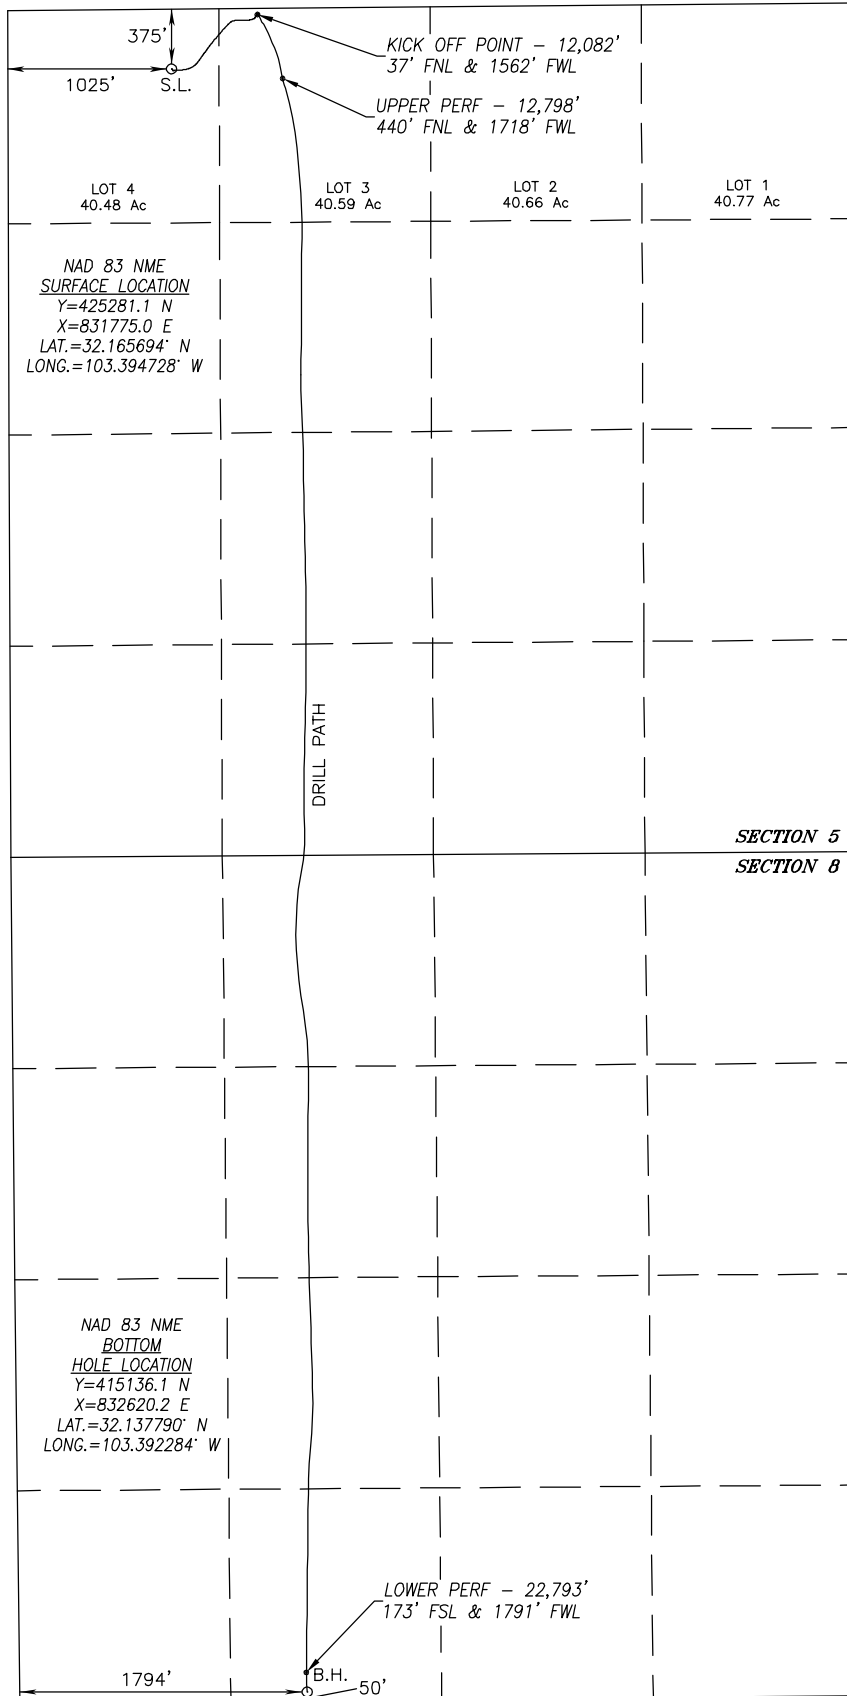 375'
1025'
S.L.
KICK OFF POINT – 12,082'
37' FNL & 1562' FWL
UPPER PERF – 12,798'
440' FNL & 1718' FWL
LOT 4
40.48 Ac
LOT 3
40.59 Ac
LOT 2
40.66 Ac
LOT 1
40.77 Ac
NAD 83 NME
SURFACE LOCATION
Y=425281.1 N
X=831775.0 E
LAT.=32.165694° N
LONG.=103.394728° W
DRILL PATH
SECTION 5
SECTION 8
NAD 83 NME
BOTTOM
HOLE LOCATION
Y=415136.1 N
X=832620.2 E
LAT.=32.137790° N
LONG.=103.392284° W
LOWER PERF – 22,793'
173' FSL & 1791' FWL
1794'
B.H.
50'